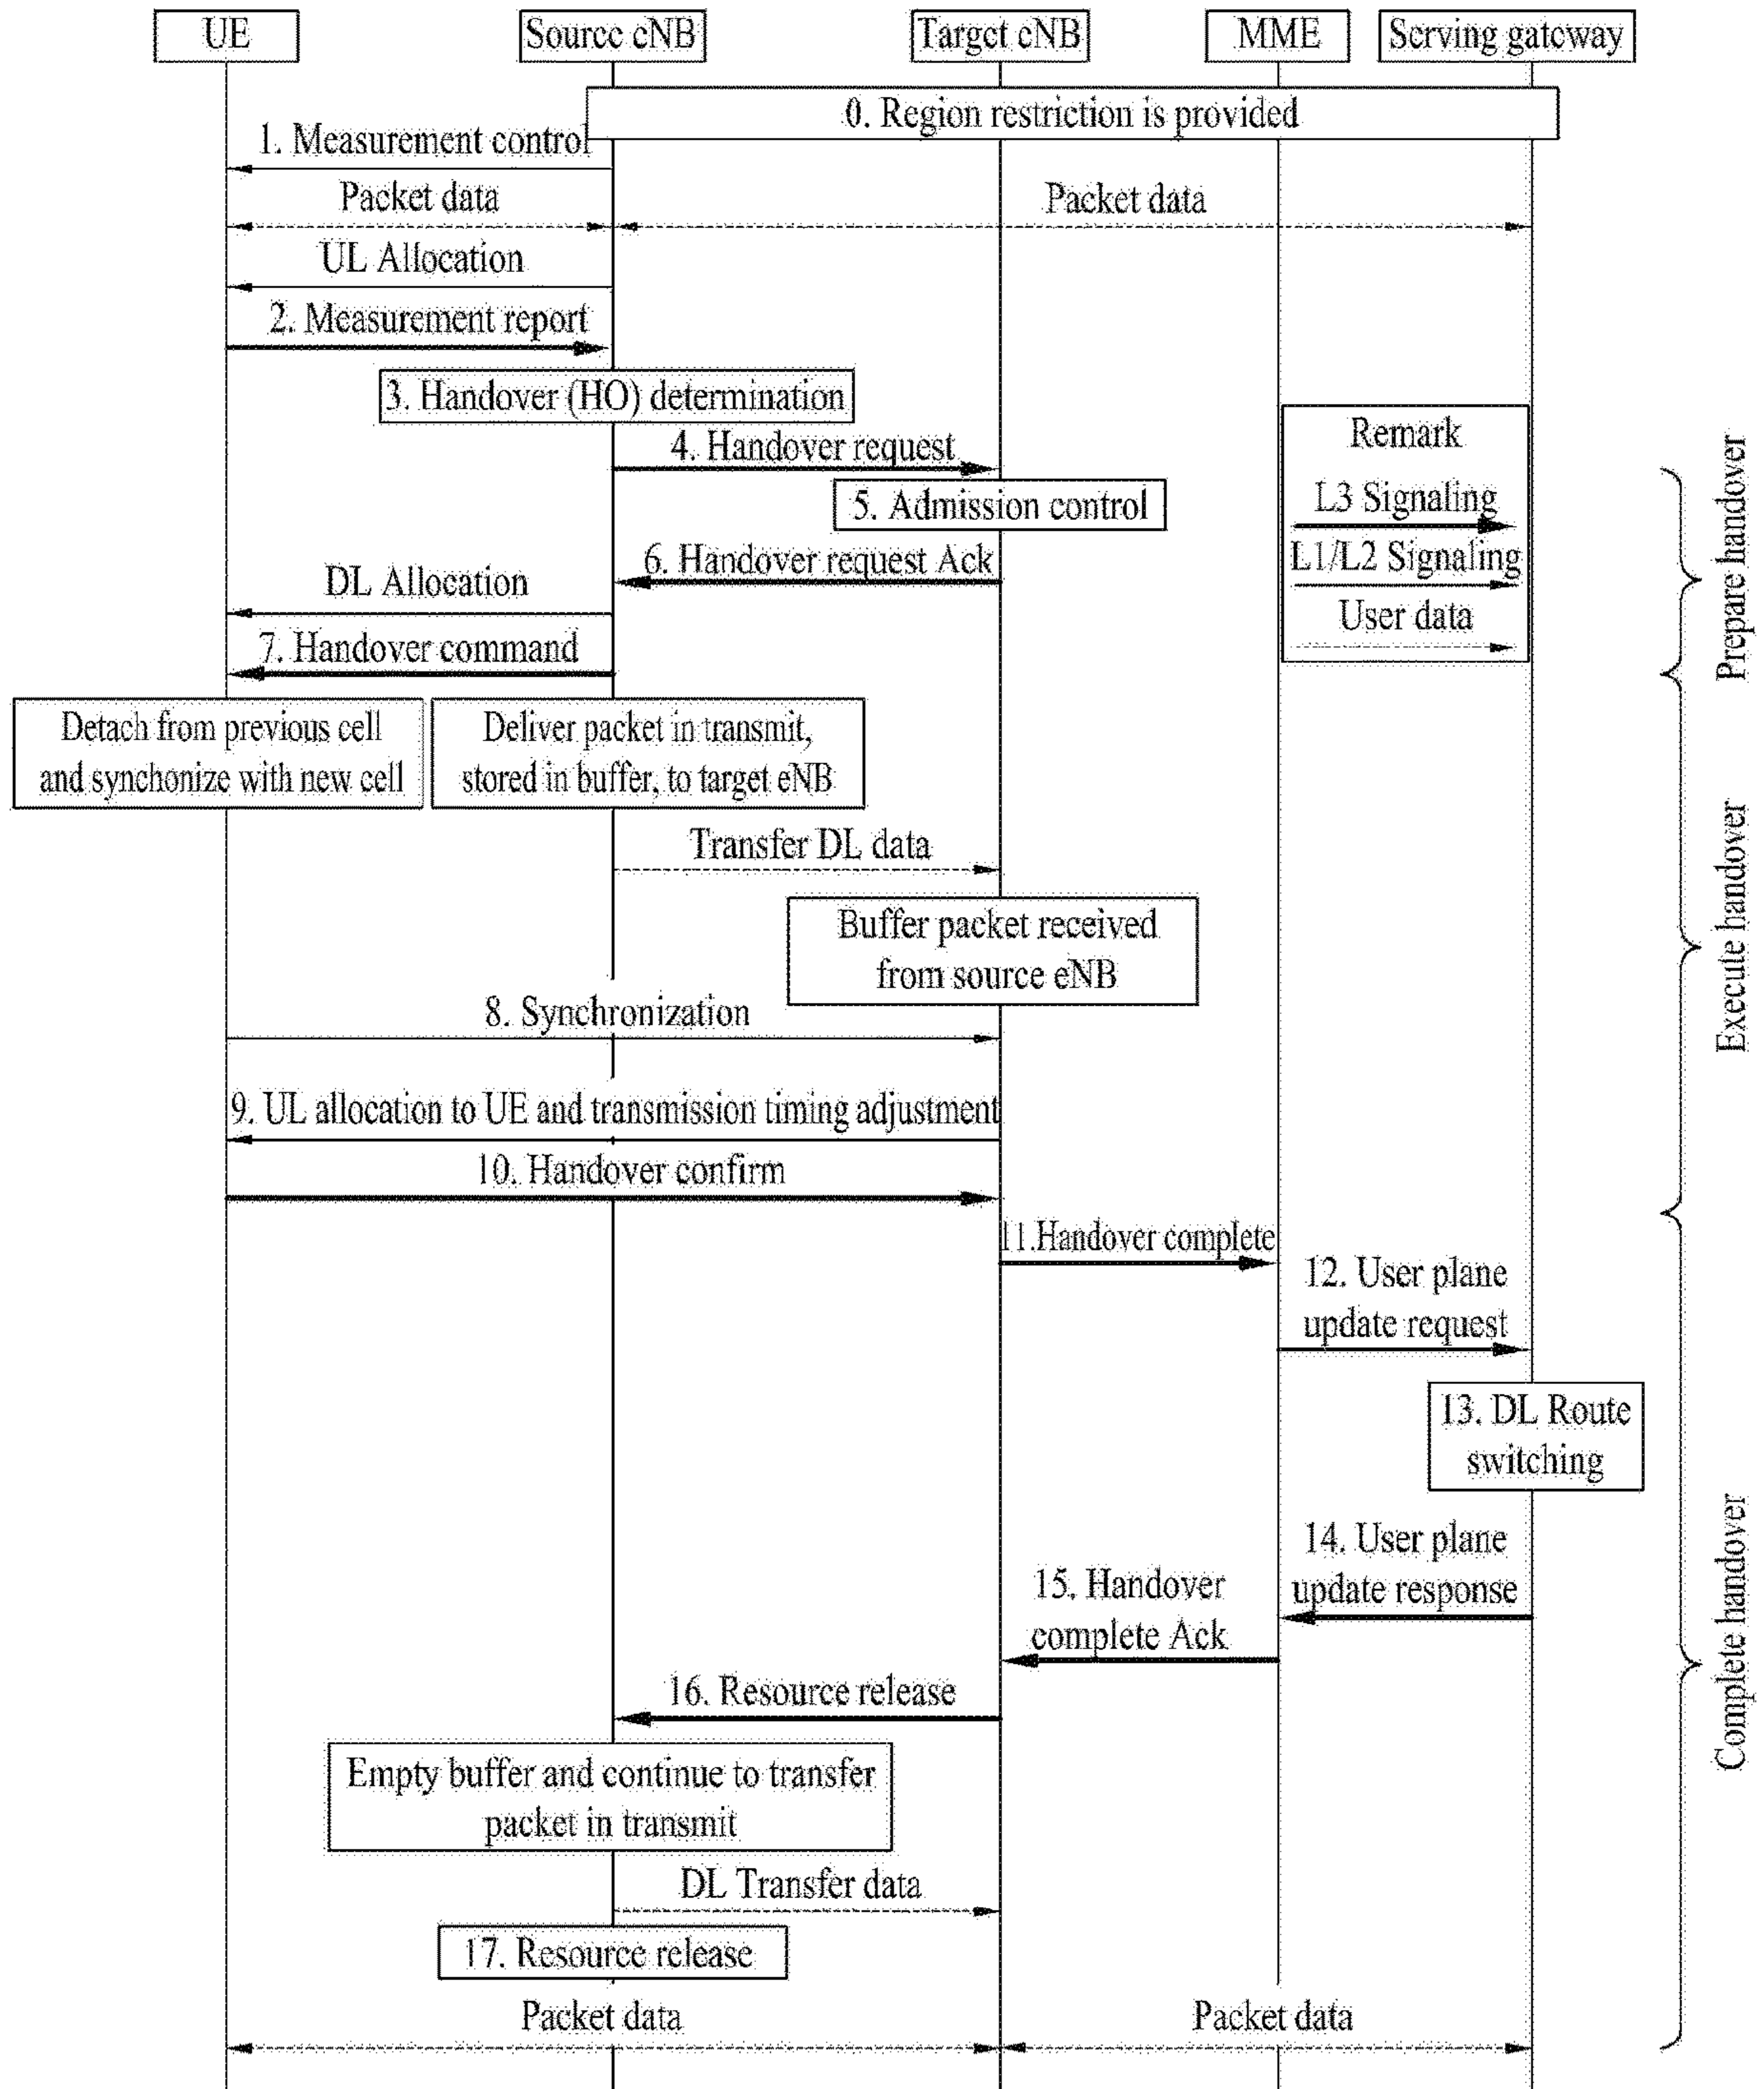 UE
Source eNB
Target eNB
MME
Serving gateway
0. Region restriction is provided
1. Measurement control
Packet data
Packet data
UL Allocation
2. Measurement report
3. Handover (HO) determination
4. Handover request
Remark
L3 Signaling
L1/L2 Signaling
User data
5. Admission control
6. Handover request Ack
DL Allocation
7. Handover command
Prepare handover
Detach from previous cell
and synchonize with new cell
Deliver packet in transmit,
stored in buffer, to target eNB
Transfer DL data
Buffer packet received
from source eNB
Execute handover
8. Synchronization
9. UL allocation to UE and transmission timing adjustment
10. Handover confirm
11.Handover complete
12. User plane
update request
13. DL Route
switching
14. User plane
update response
15. Handover
complete Ack
Complete handover
16. Resource release
Empty buffer and continue to transfer
packet in transmit
DL Transfer data
17. Resource release
Packet data
Packet data